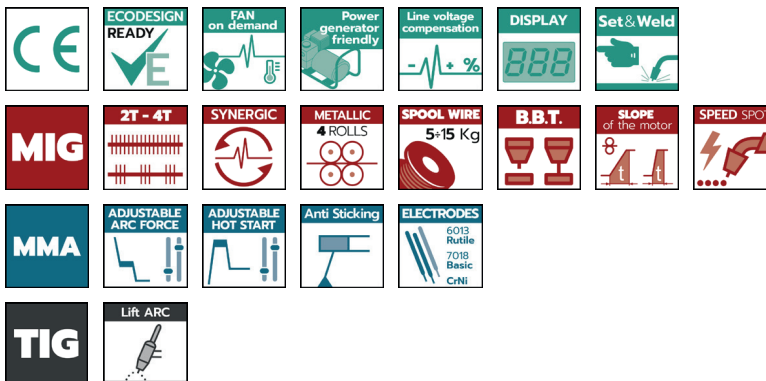 CE
ECODESIGN
READY
E
FAN
on demand
Power
generator
friendly
Line voltage
compensation
- + %
DISPLAY
888
Set&Weld
MIG
2T - 4T
SYNERGIC
METALLIC
4 ROLLS
SPOOL WIRE
5÷15 Kg
B.B.T.
SLOPE
of the motor
t t
SPEED SPOT
MMA
ADJUSTABLE
ARC FORCE
ADJUSTABLE
HOT START
Anti Sticking
ELECTRODES
6013
Rutile
7018
Basic
CrNi
TIG
Lift ARC